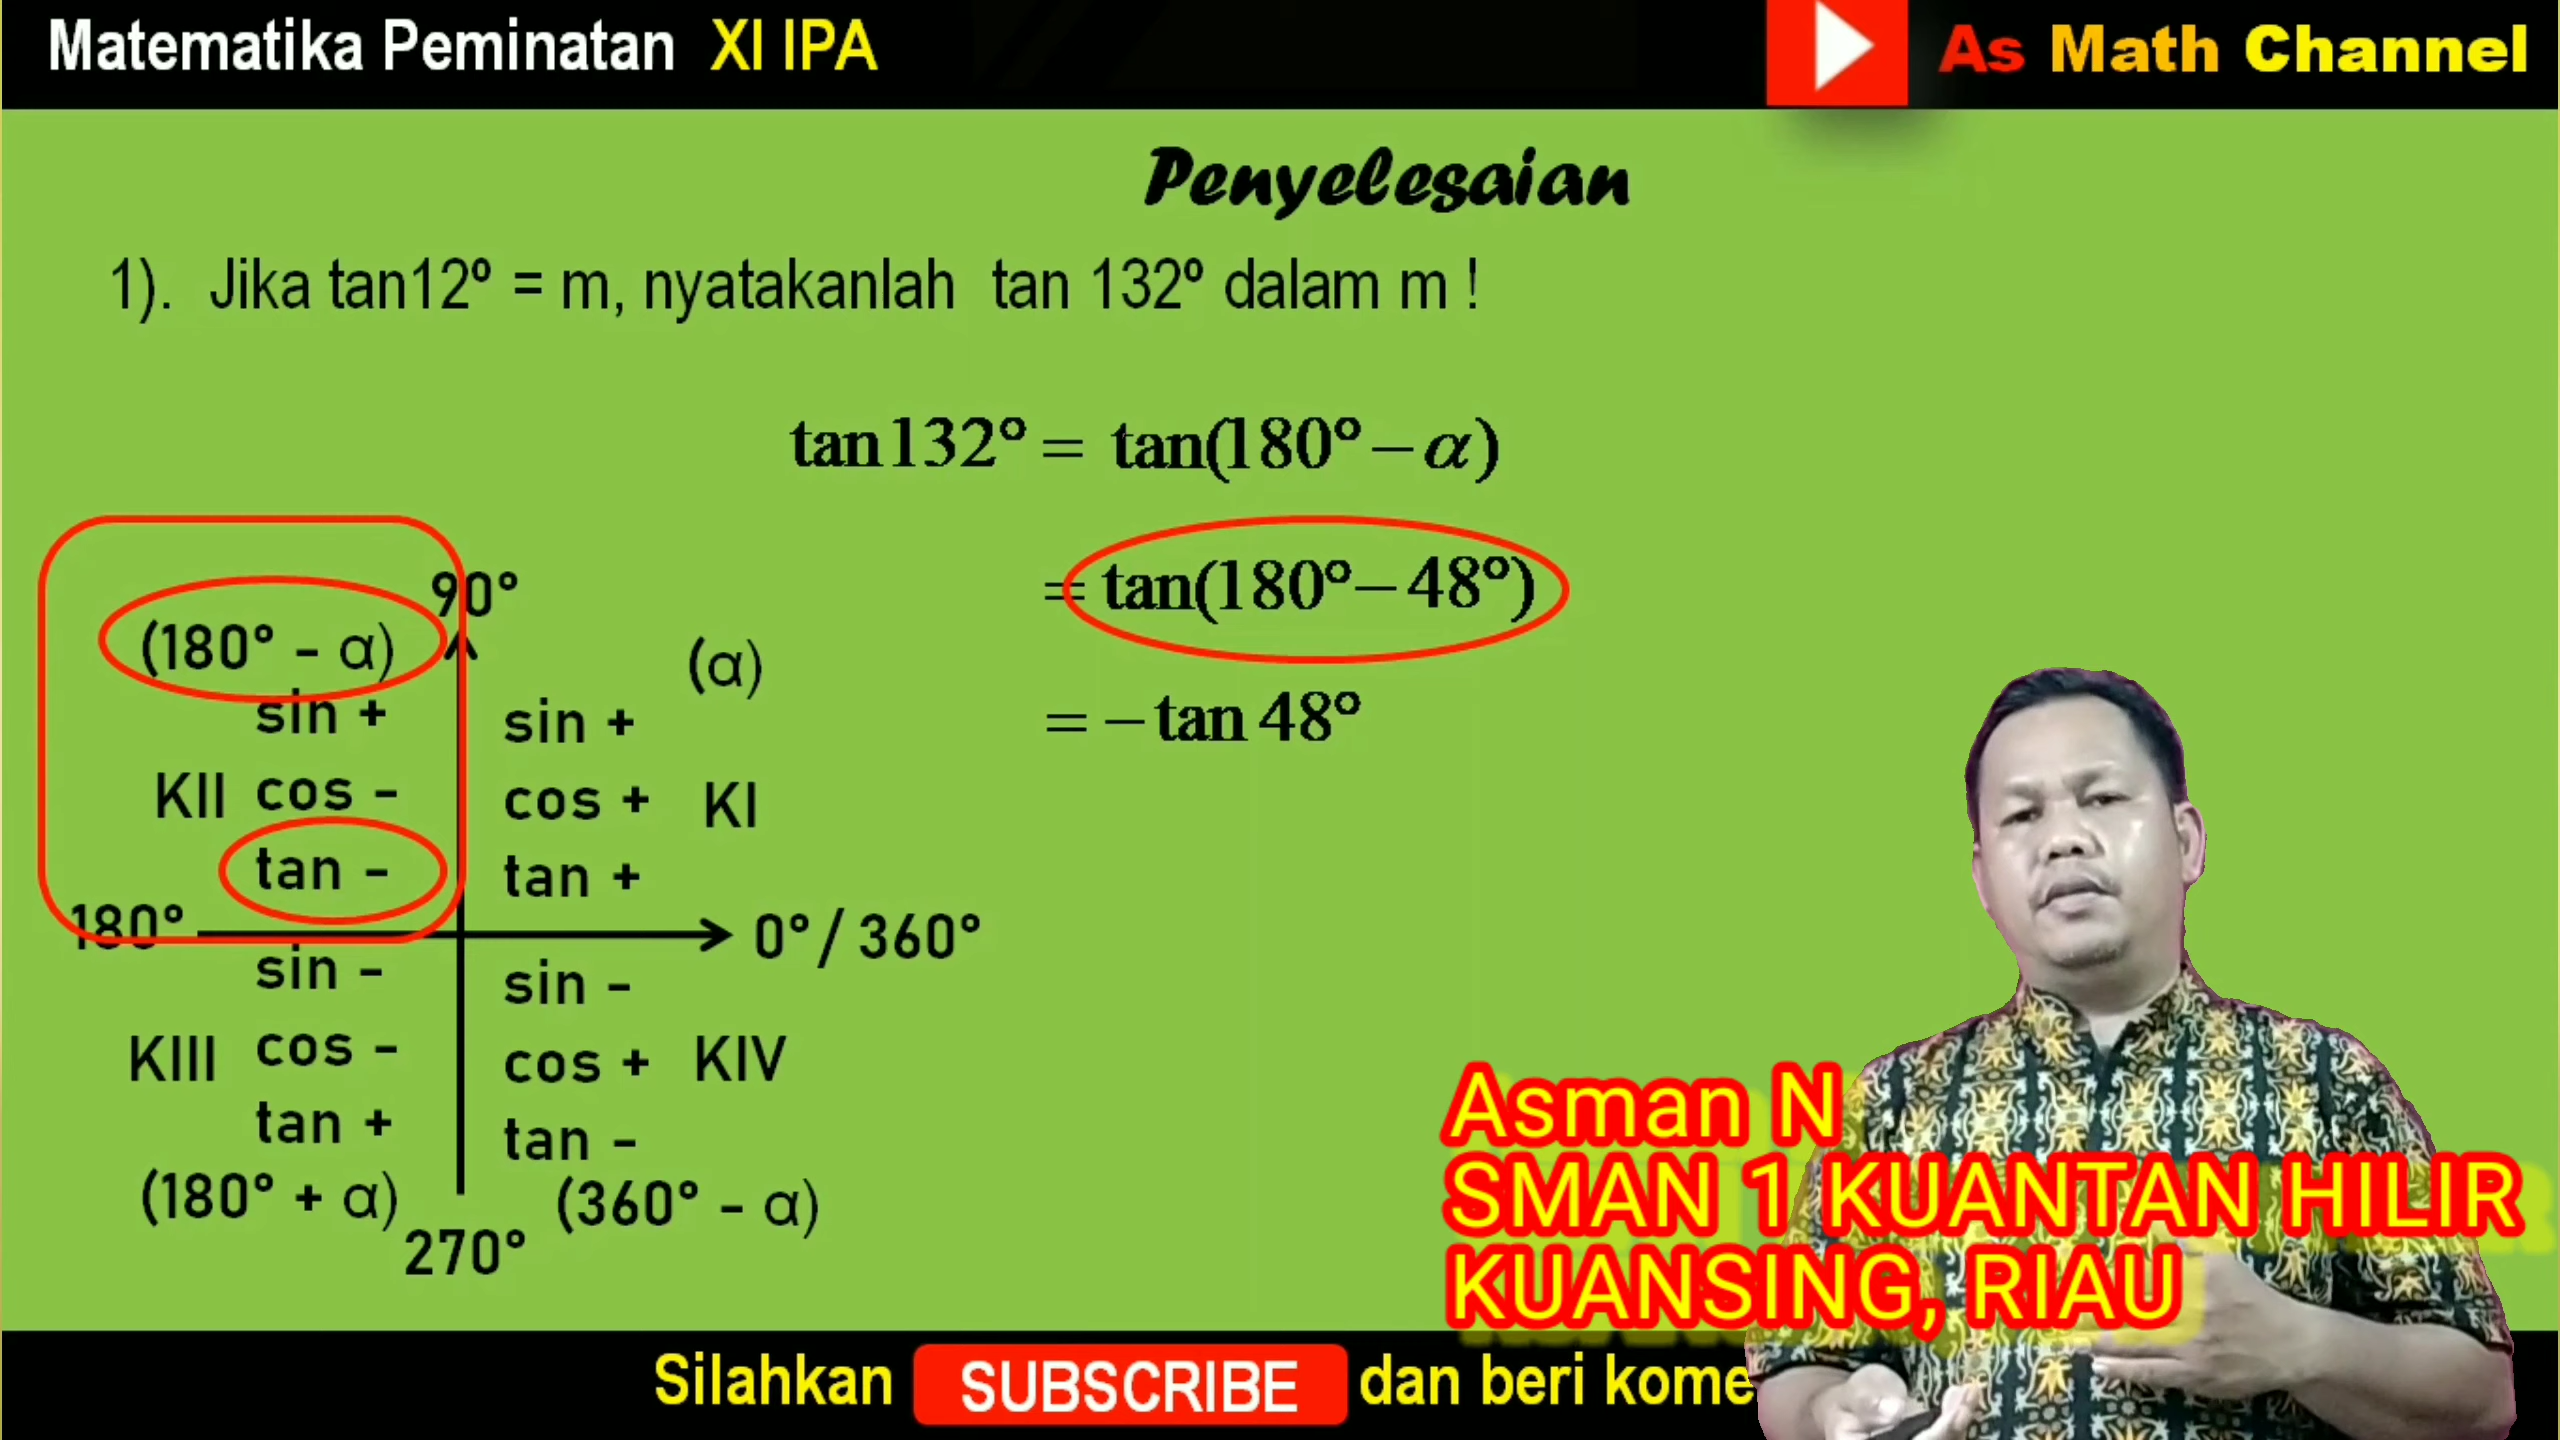 Matematika Peminatan XI IPA
As Math Channel
Penyelesaian
1). Jika tan12º = m, nyatakanlah tan 132º dalam m !
tan132° = tan(180° – α)
= tan(180° – 48°)
= – tan 48°
90°
(180° - α)
(α)
sin +
sin +
KII cos -
cos + KI
tan -
tan +
180°
0° / 360°
sin -
sin -
KIII cos -
cos + KIV
tan +
tan -
(180° + α)
(360° - α)
270°
Asman N
SMAN 1 KUANTAN HILIR
KUANSING, RIAU
Silahkan SUBSCRIBE dan beri kome